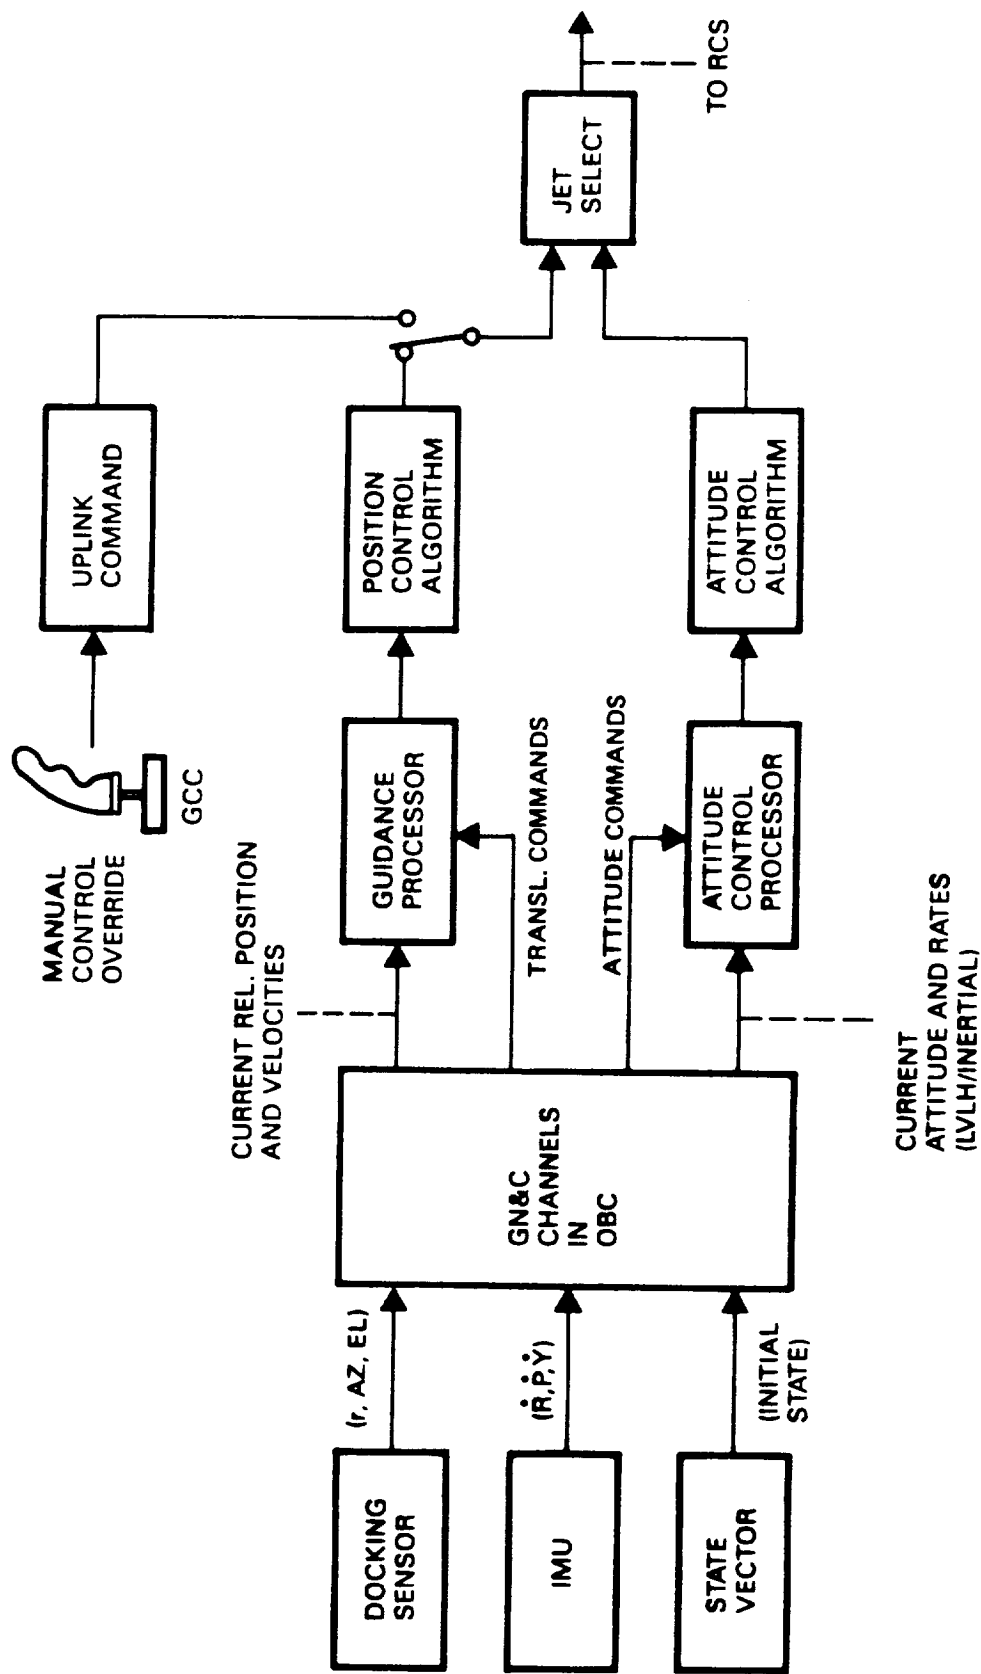 MANUAL
CONTROL
OVERRIDE
GCC
UPLINK
COMMAND
CURRENT REL. POSITION
AND VELOCITIES
DOCKING
SENSOR
(r, AZ, EL)
GUIDANCE
PROCESSOR
POSITION
CONTROL
ALGORITHM
IMU
(Ṙ,Ṗ,Ẏ)
GN&C
CHANNELS
IN
OBC
TRANSL. COMMANDS
ATTITUDE COMMANDS
JET
SELECT
TO RCS
STATE
VECTOR
(INITIAL
STATE)
ATTITUDE
CONTROL
PROCESSOR
ATTITUDE
CONTROL
ALGORITHM
CURRENT
ATTITUDE AND RATES
(LVLH/INERTIAL)